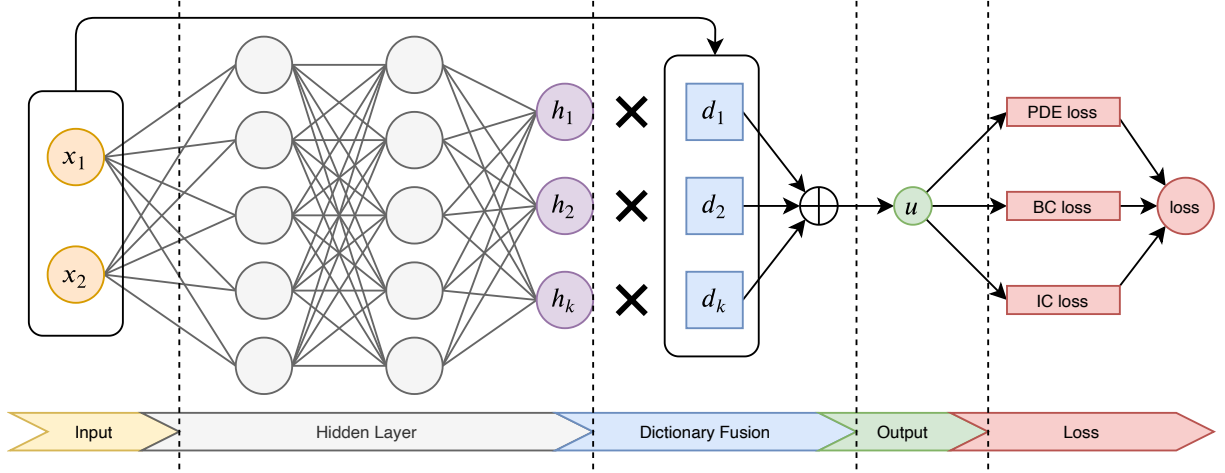 x₁
x₂
h₁
h₂
hₖ
×
×
×
d₁
d₂
dₖ
u
PDE loss
BC loss
IC loss
loss
Input
Hidden Layer
Dictionary Fusion
Output
Loss